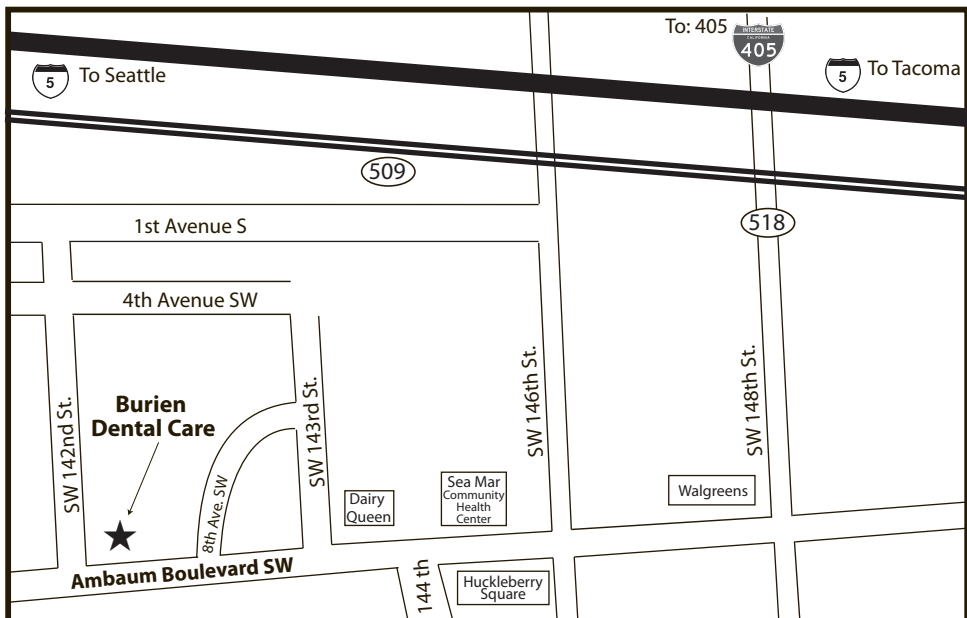 To: 405
INTERSTATE
CALIFORNIA
405
5
To Seattle
5
To Tacoma
509
518
1st Avenue S
4th Avenue SW
SW 142nd St.
Burien
Dental Care
8th Ave. SW
SW 143rd St.
SW 146th St.
SW 148th St.
Dairy
Queen
Sea Mar
Community
Health
Center
Walgreens
Ambaum Boulevard SW
144 th
Huckleberry
Square